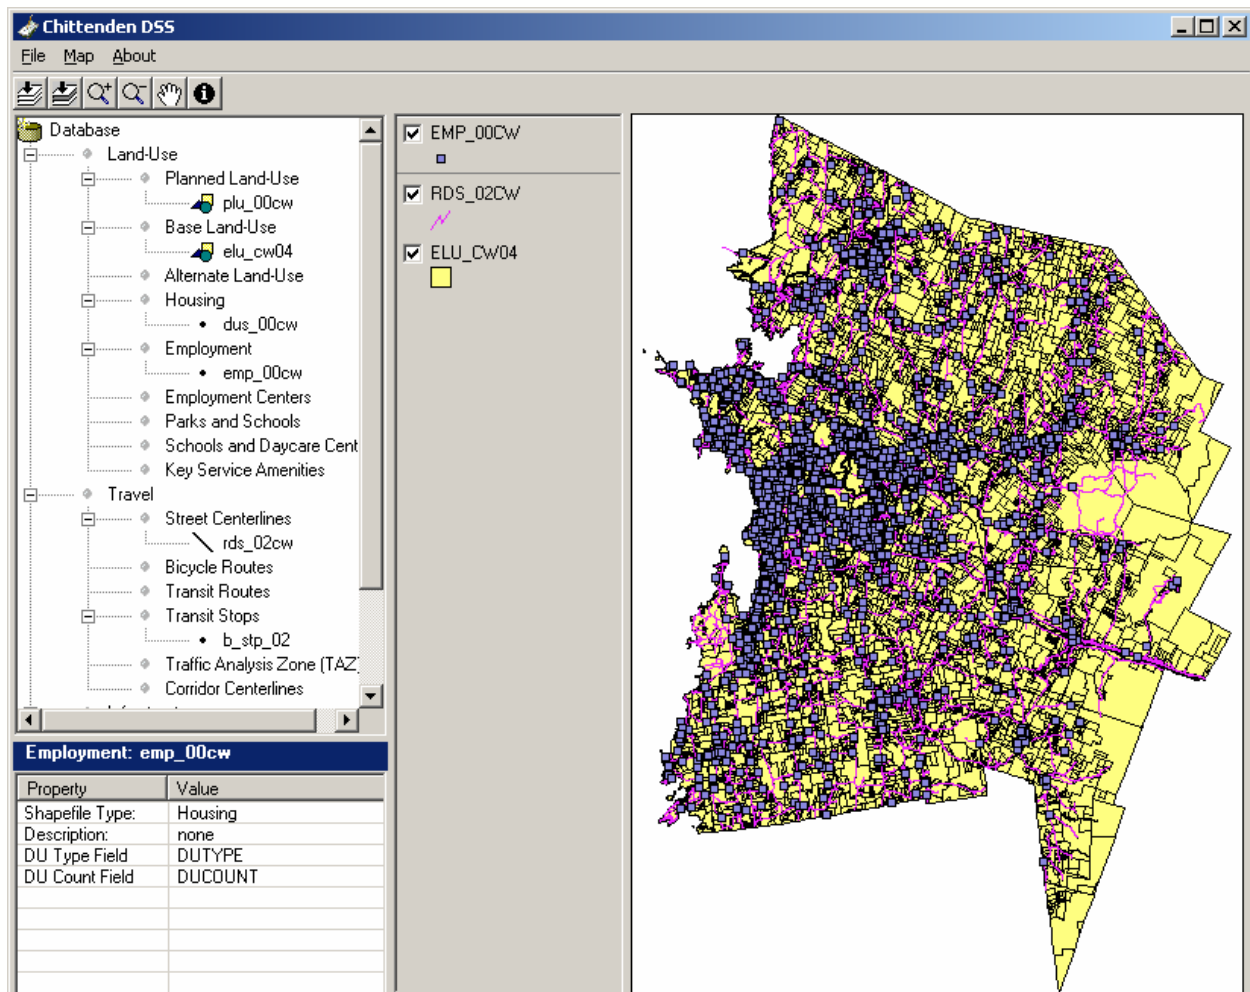 Chittenden DSS
File Map About
Database
Land-Use
Planned Land-Use
plu_00cw
Base Land-Use
elu_cw04
Alternate Land-Use
Housing
dus_00cw
Employment
emp_00cw
Employment Centers
Parks and Schools
Schools and Daycare Cent
Key Service Amenities
Travel
Street Centerlines
rds_02cw
Bicycle Routes
Transit Routes
Transit Stops
b_stp_02
Traffic Analysis Zone (TAZ)
Corridor Centerlines
EMP_00CW
RDS_02CW
ELU_CW04
Employment: emp_00cw
Property Value
Shapefile Type: Housing
Description: none
DU Type Field DUTYPE
DU Count Field DUCOUNT